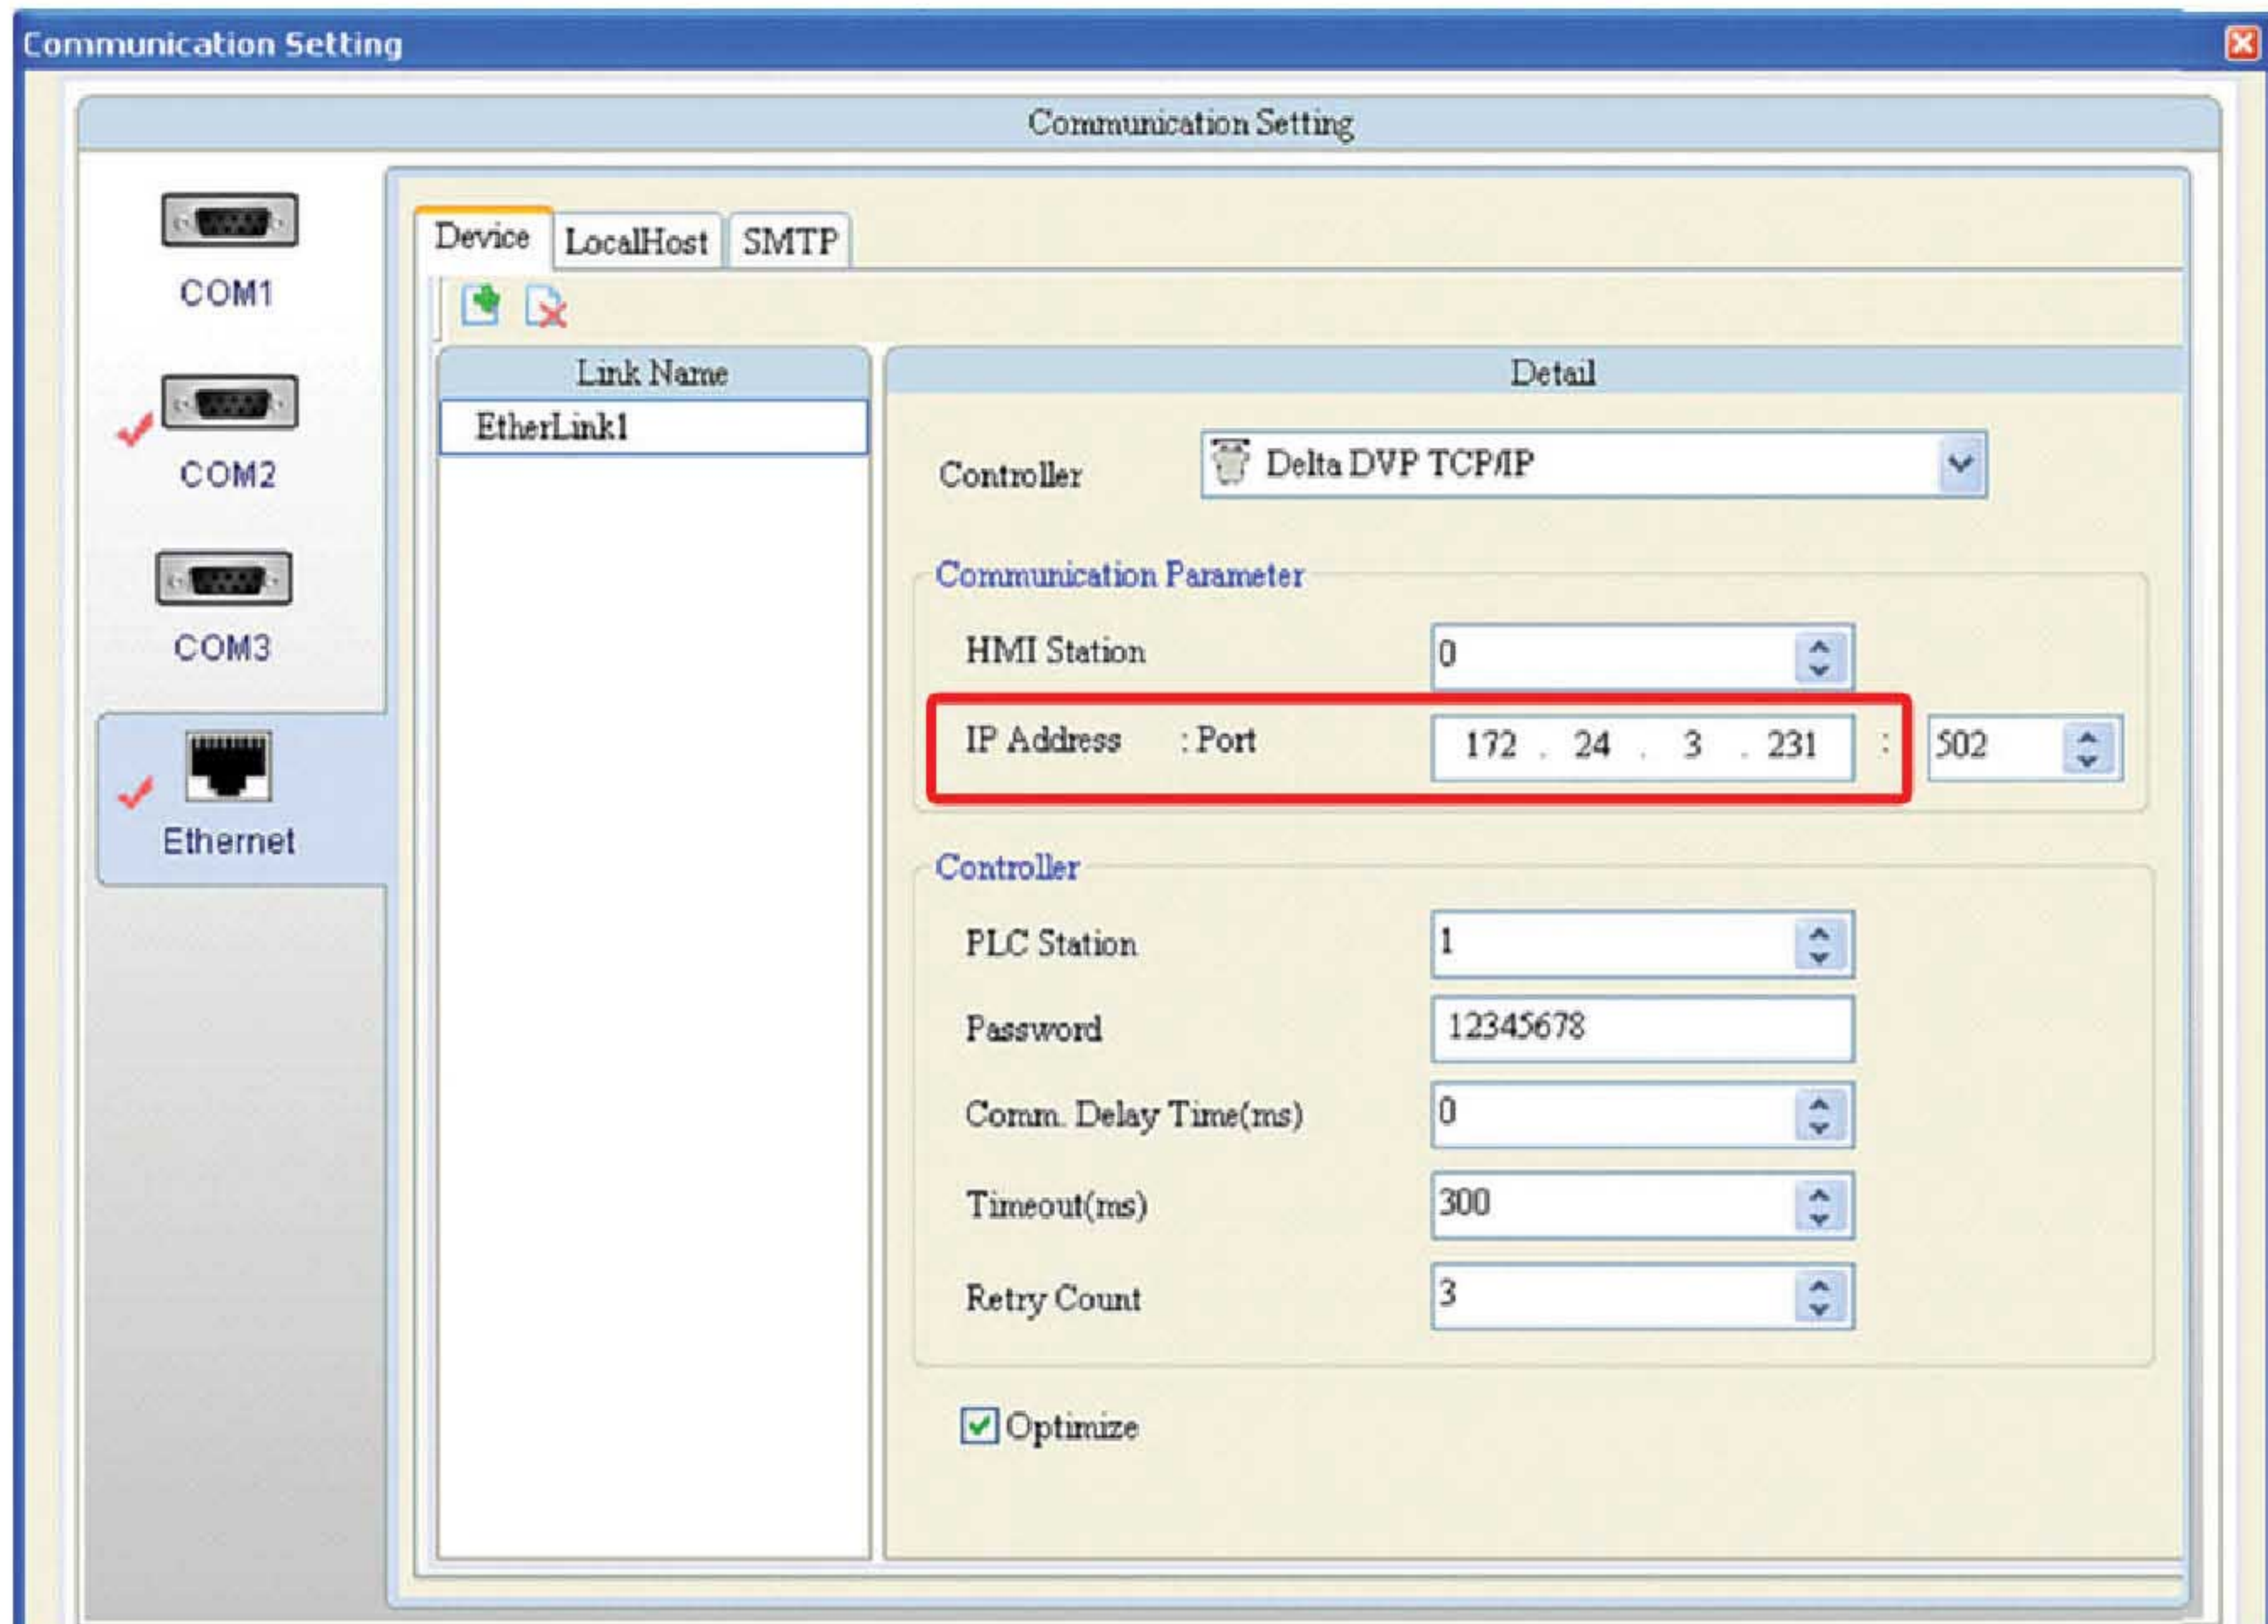 Communication Setting
Communication Setting
COM1
COM2
COM3
Ethernet
Device LocalHost SMTP
Link Name
EtherLink1
Detail
Controller Delta DVP TCP/IP
Communication Parameter
HMI Station 0
IP Address : Port 172 . 24 . 3 . 231 : 502
Controller
PLC Station 1
Password 12345678
Comm. Delay Time(ms) 0
Timeout(ms) 300
Retry Count 3
Optimize